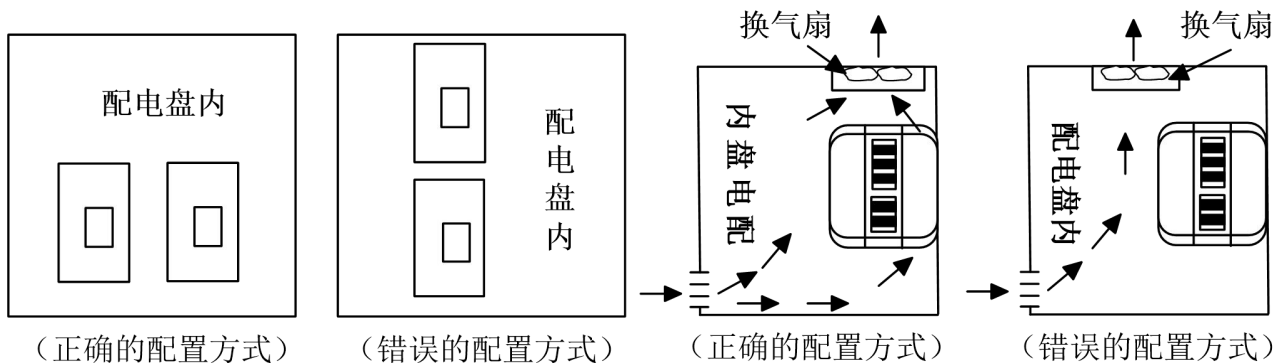 配电盘内
（正确的配置方式）
配电盘内
（错误的配置方式）
换气扇
内盘电配
（正确的配置方式）
换气扇
配电盘内
（错误的配置方式）